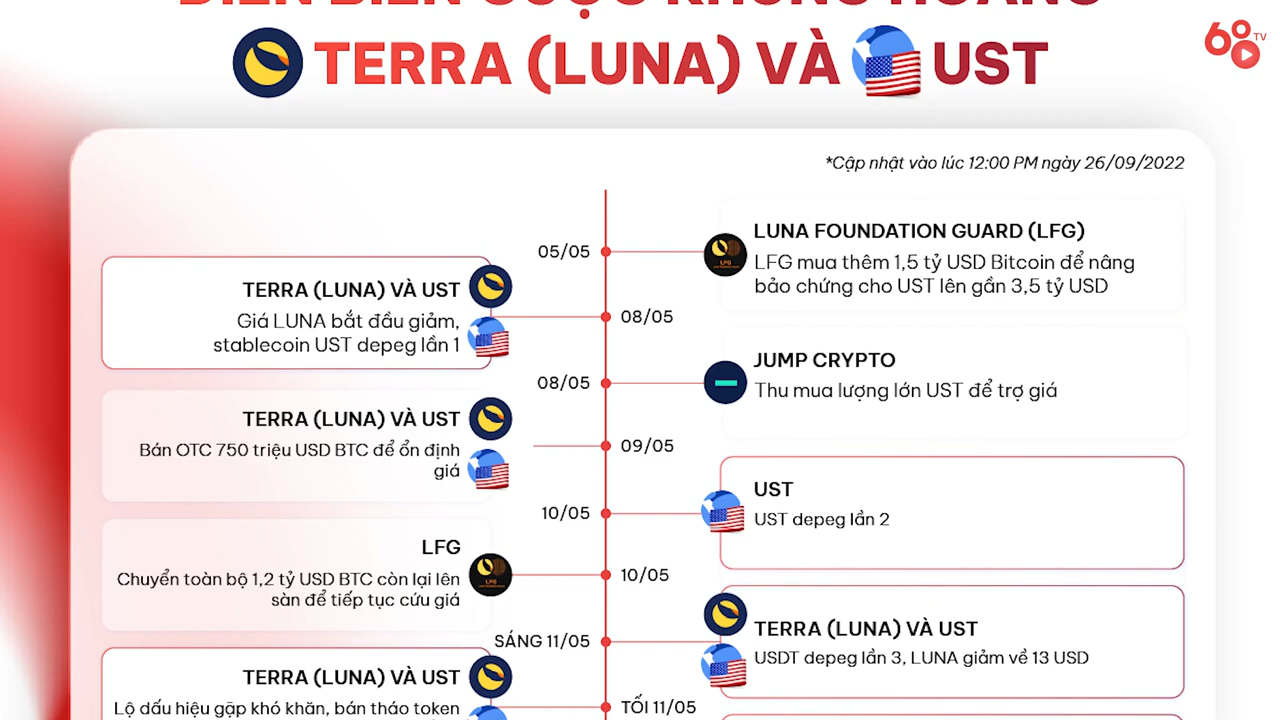 DIỄN BIẾN CUỘC KHỦNG HOẢNG
TERRA (LUNA) VÀ UST
68 TV
*Cập nhật vào lúc 12:00 PM ngày 26/09/2022
05/05
LUNA FOUNDATION GUARD (LFG)
LFG mua thêm 1,5 tỷ USD Bitcoin để nâng
bảo chứng cho UST lên gần 3,5 tỷ USD
TERRA (LUNA) VÀ UST
Giá LUNA bắt đầu giảm,
stablecoin UST depeg lần 1
08/05
08/05
JUMP CRYPTO
Thu mua lượng lớn UST để trợ giá
TERRA (LUNA) VÀ UST
Bán OTC 750 triệu USD BTC để ổn định
giá
09/05
10/05
UST
UST depeg lần 2
LFG
Chuyển toàn bộ 1,2 tỷ USD BTC còn lại lên
sàn để tiếp tục cứu giá
10/05
SÁNG 11/05
TERRA (LUNA) VÀ UST
USDT depeg lần 3, LUNA giảm về 13 USD
TERRA (LUNA) VÀ UST
Lộ dấu hiệu gặp khó khăn, bán tháo token
TỐI 11/05